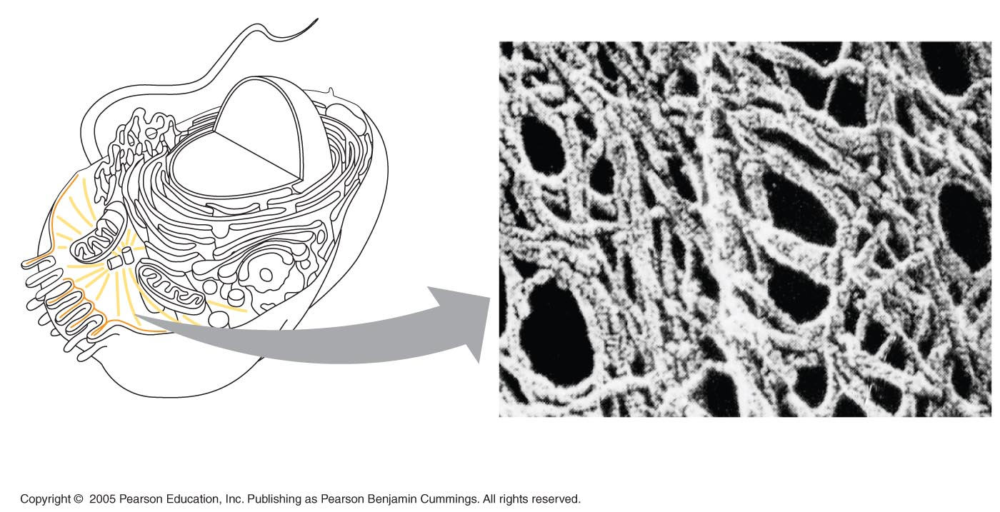 Copyright © 2005 Pearson Education, Inc. Publishing as Pearson Benjamin Cummings. All rights reserved.